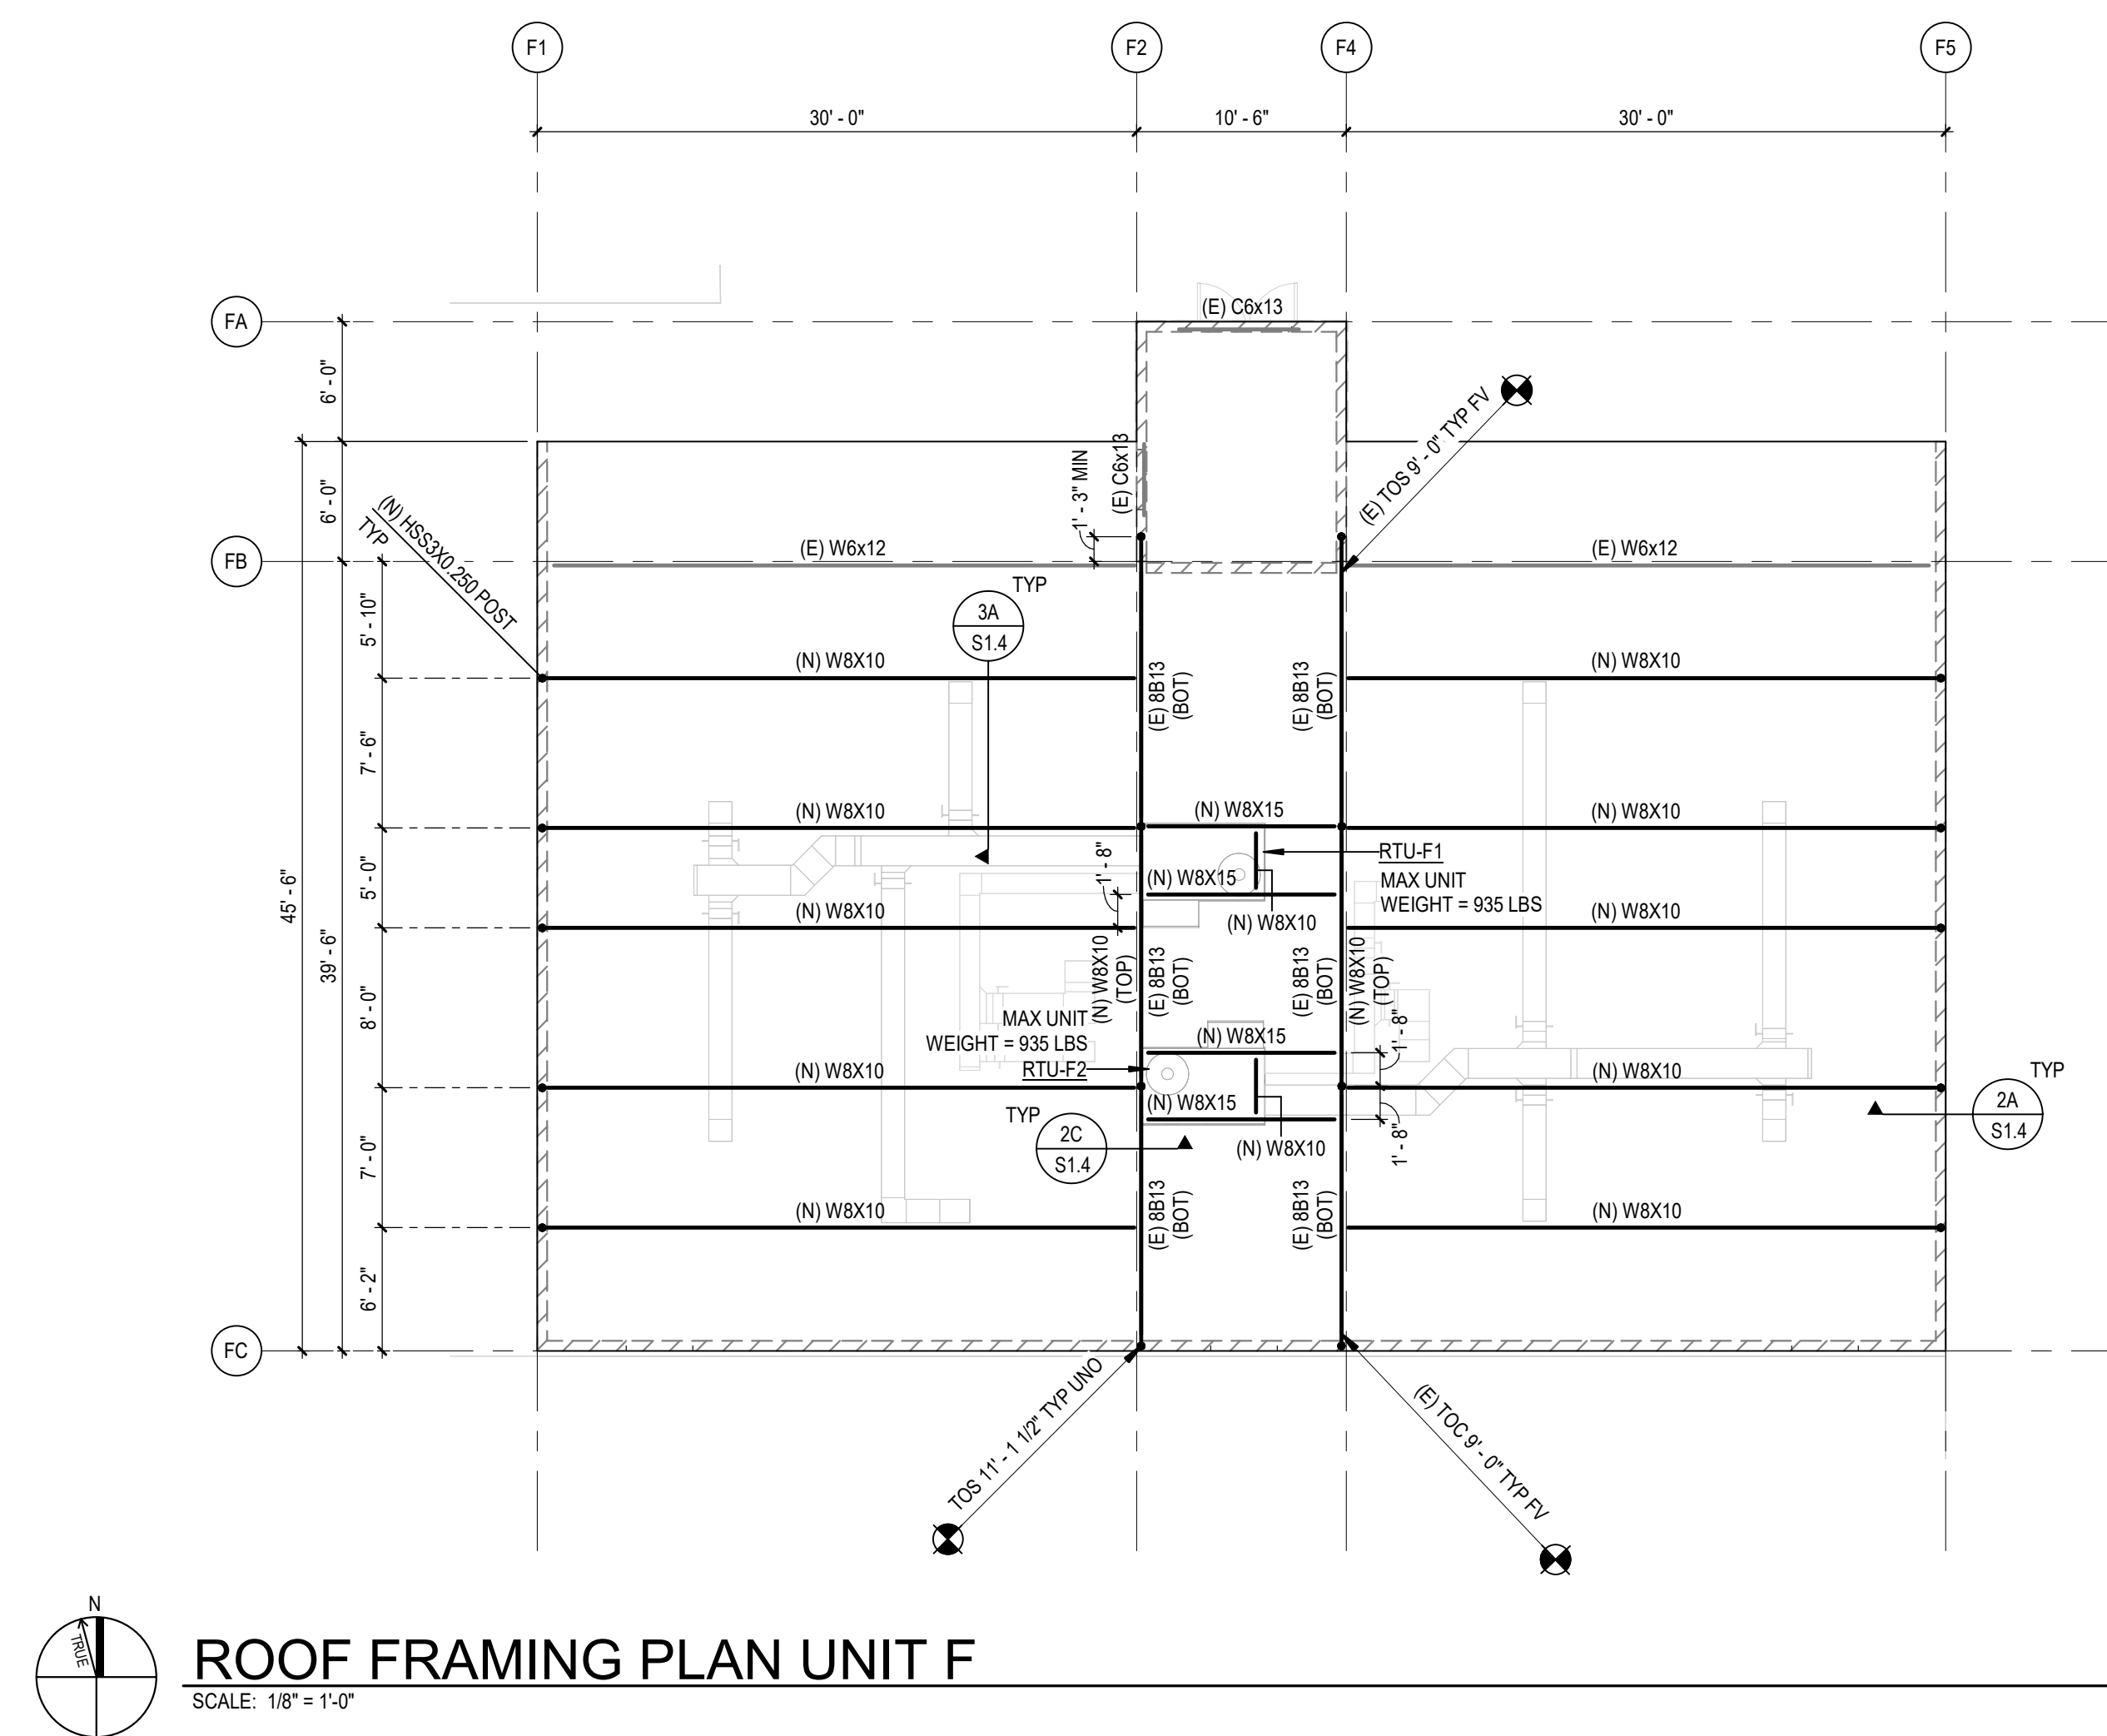 F1
F2
F4
F5
30' - 0"
10' - 6"
30' - 0"
FA
(E) C6x13
6' - 0"
(E) TOS 9' - 0" TYP FV
6' - 0"
1' - 3" MIN
(E) C6x13
(N) HSS3X0.250 POST
TYP
FB
(E) W6x12
(E) W6x12
TYP
3A
S1.4
5' - 10"
(N) W8X10
(N) W8X10
(E) 8B13
(BOT)
(E) 8B13
(BOT)
7' - 6"
(N) W8X10
(N) W8X15
(N) W8X10
RTU-F1
MAX UNIT
WEIGHT = 935 LBS
5' - 0"
1' - 8"
(N) W8X15
45' - 6"
39' - 6"
(N) W8X10
(N) W8X10
(N) W8X10
(N) W8X10
(TOP)
(E) 8B13
(BOT)
(E) 8B13
(BOT)
(N) W8X10
(TOP)
8' - 0"
MAX UNIT
WEIGHT = 935 LBS
RTU-F2
(N) W8X15
1' - 8"
(N) W8X10
(N) W8X10
TYP
2A
S1.4
(N) W8X15
TYP
2C
S1.4
(N) W8X10
1' - 8"
7' - 0"
(N) W8X10
(N) W8X10
(E) 8B13
(BOT)
(E) 8B13
(BOT)
6' - 2"
FC
TOS 11' - 1 1/2" TYP UNO
(E) TOC 9' - 0" TYP FV
N
TRUE
ROOF FRAMING PLAN UNIT F
SCALE: 1/8" = 1'-0"